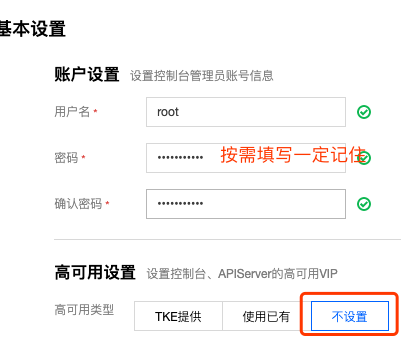 基本设置
账户设置 设置控制台管理员账号信息
用户名 * root
密码 * ••••••••••• 按需填写一定记住
确认密码 * •••••••••••
高可用设置 设置控制台、APIServer的高可用VIP
高可用类型 TKE提供 使用已有 不设置